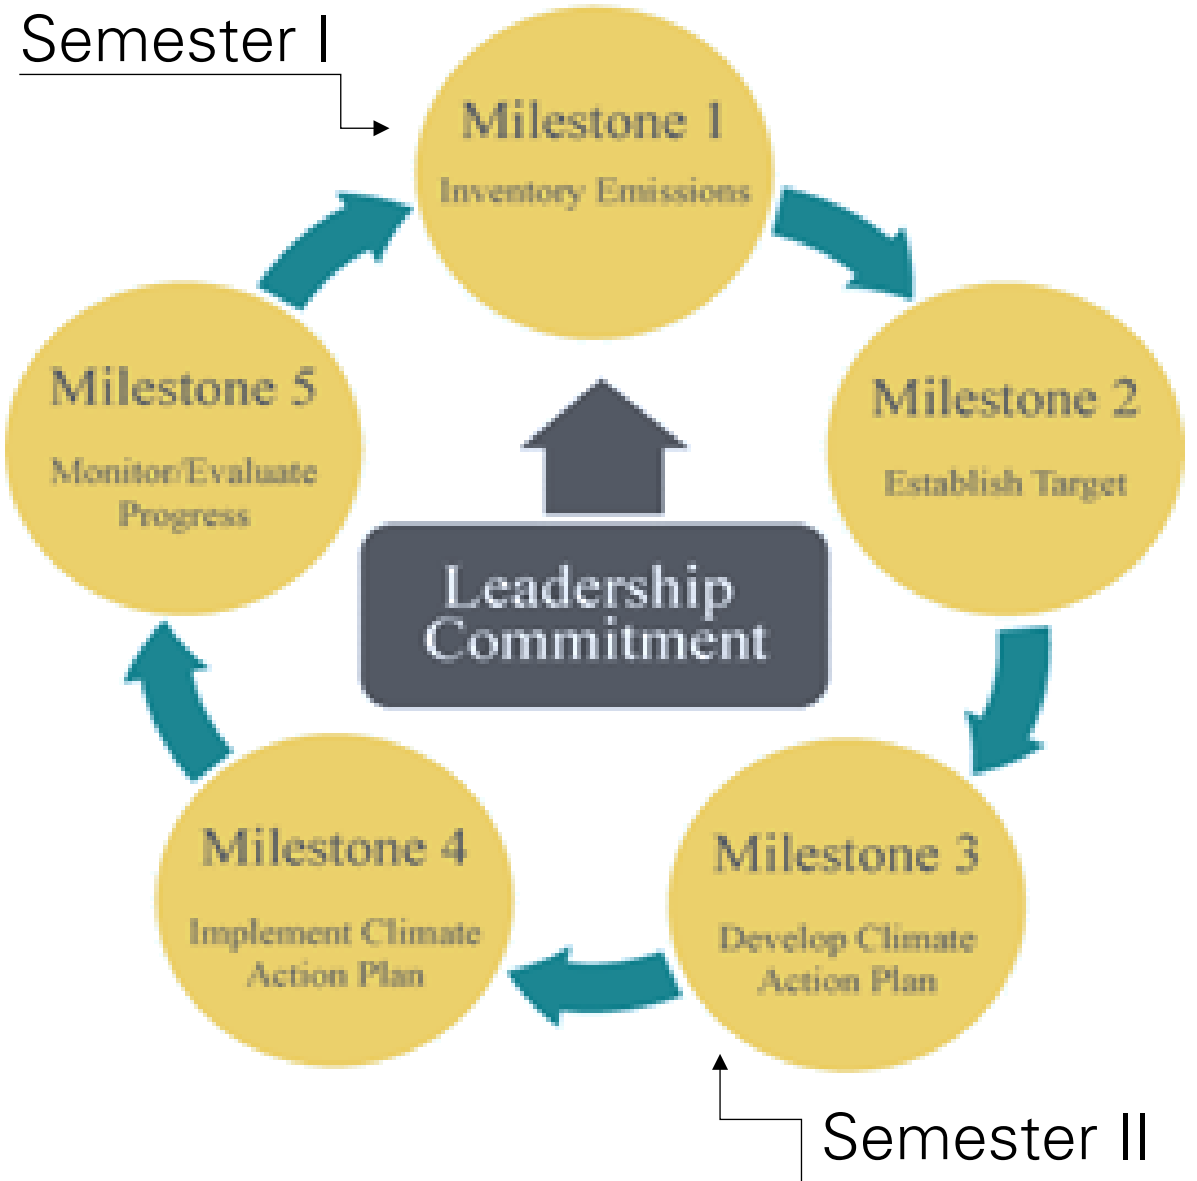 Semester I
Milestone 1
Inventory Emissions
Milestone 2
Establish Target
Milestone 3
Develop Climate
Action Plan
Milestone 4
Implement Climate
Action Plan
Milestone 5
Monitor/Evaluate
Progress
Leadership
Commitment
Semester II